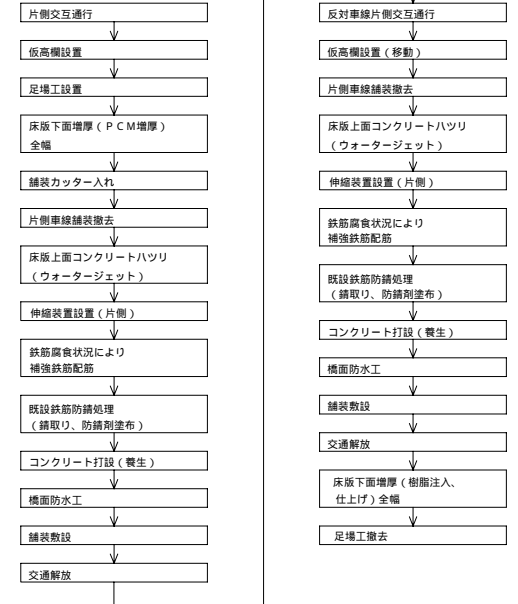 片側交互通行
仮高欄設置
足場工設置
床版下面増厚（ＰＣＭ増厚）
全幅
舗装カッター入れ
片側車線舗装撤去
床版上面コンクリートハツリ
（ウォータージェット）
伸縮装置設置（片側）
鉄筋腐食状況により
補強鉄筋配筋
既設鉄筋防錆処理
（錆取り、防錆剤塗布）
コンクリート打設（養生）
橋面防水工
舗装敷設
交通解放
反対車線片側交互通行
仮高欄設置（移動）
片側車線舗装撤去
床版上面コンクリートハツリ
（ウォータージェット）
伸縮装置設置（片側）
鉄筋腐食状況により
補強鉄筋配筋
既設鉄筋防錆処理
（錆取り、防錆剤塗布）
コンクリート打設（養生）
橋面防水工
舗装敷設
交通解放
床版下面増厚（樹脂注入、
仕上げ）全幅
足場工撤去